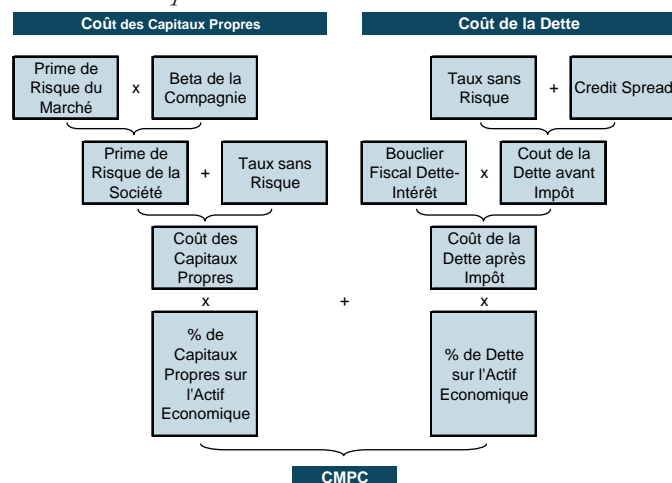 Coût des Capitaux Propres
Coût de la Dette
Prime de
Risque du
Marché
x
Beta de la
Compagnie
Taux sans
Risque
+
Credit Spread
Prime de
Risque de la
Société
+
Taux sans
Risque
Bouclier
Fiscal Dette-
Intérêt
x
Cout de la
Dette avant
Impôt
Coût des
Capitaux
Propres
Coût de la
Dette après
Impôt
x
+
x
% de
Capitaux
Propres sur
l'Actif
Economique
% de Dette
sur l'Actif
Economique
CMPC